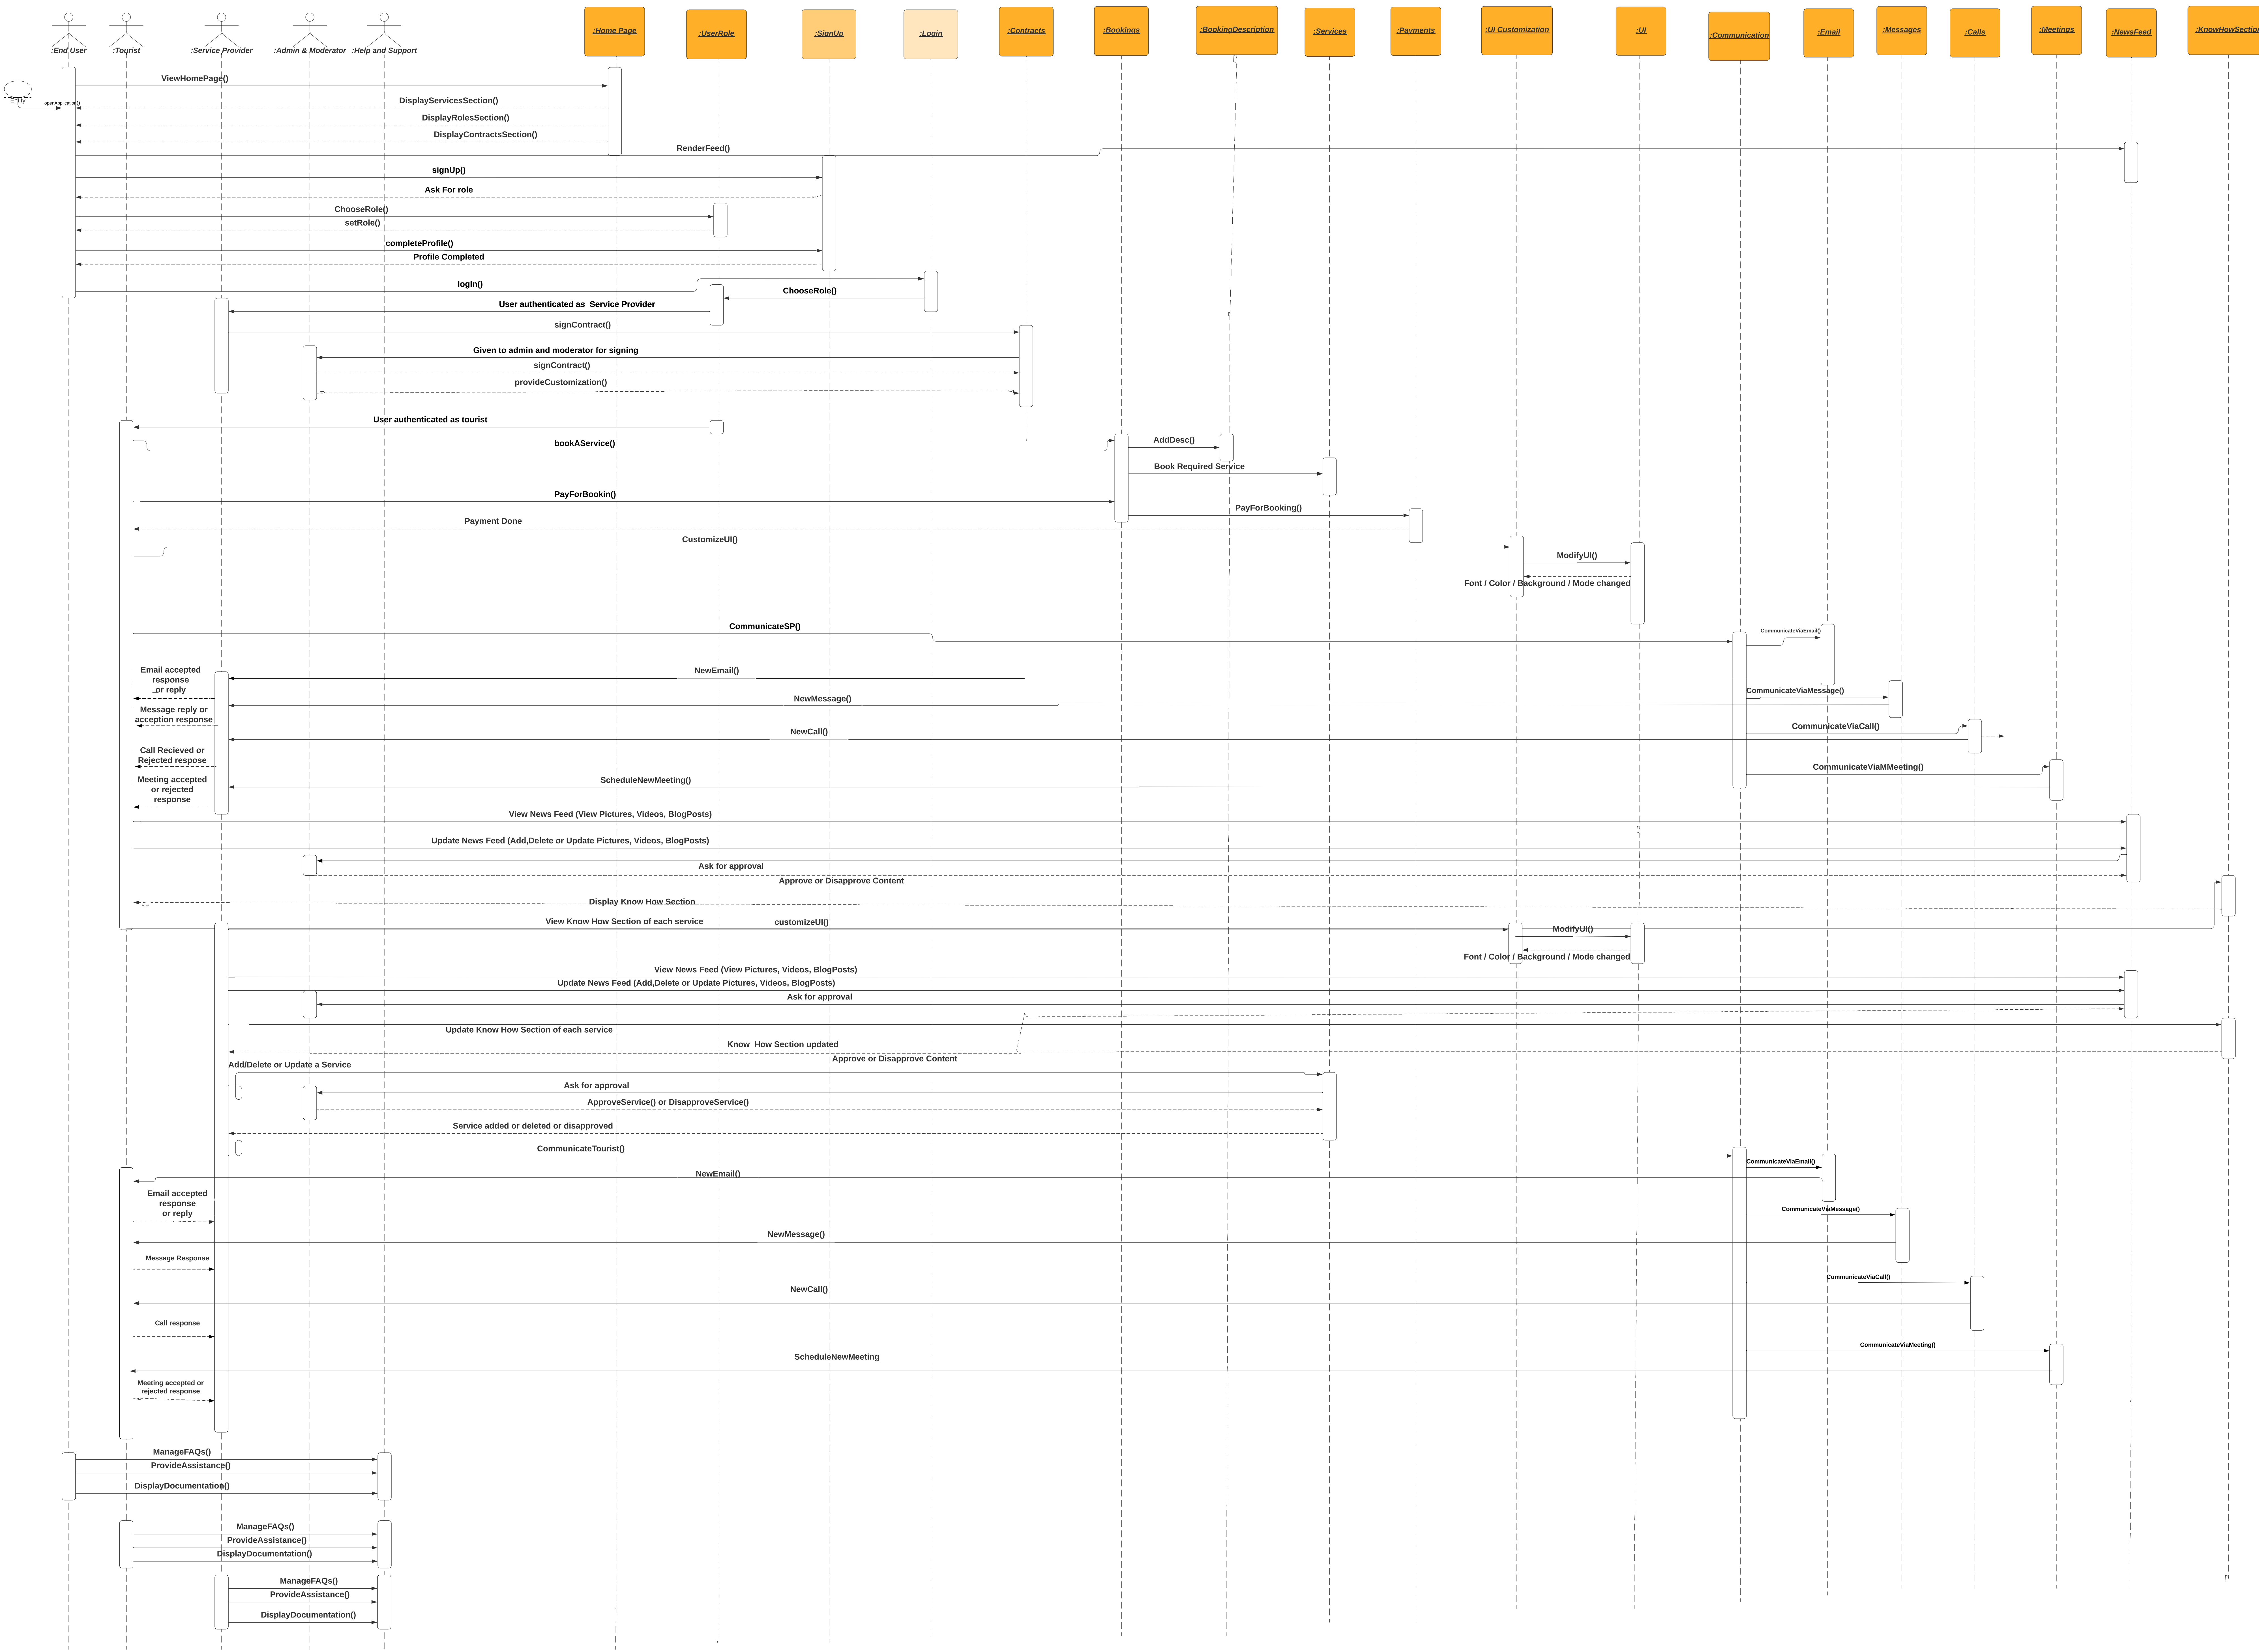 :End User
:Tourist
:Service Provider
:Admin & Moderator
:Help and Support
:Home Page
:UserRole
:SignUp
:Login
:Contracts
:Bookings
:BookingDescription
:Services
:Payments
:UI Customization
:UI
:Communication
:Email
:Messages
:Calls
:Meetings
:NewsFeed
:KnowHowSection
ViewHomePage()
Entity
openApplication()
DisplayServicesSection()
DisplayRolesSection()
DisplayContractsSection()
RenderFeed()
signUp()
Ask For role
ChooseRole()
setRole()
completeProfile()
Profile Completed
logIn()
ChooseRole()
User authenticated as  Service Provider
signContract()
Given to admin and moderator for signing
signContract()
provideCustomization()
User authenticated as tourist
bookAService()
AddDesc()
Book Required Service
PayForBookin()
PayForBooking()
Payment Done
CustomizeUI()
ModifyUI()
Font / Color / Background / Mode changed
CommunicateSP()
CommunicateViaEmail()
Email accepted
response
or reply
NewEmail()
CommunicateViaMessage()
NewMessage()
Message reply or
acception response
CommunicateViaCall()
NewCall()
Call Recieved or
Rejected respose
CommunicateViaMMeeting()
Meeting accepted
or rejected
response
ScheduleNewMeeting()
View News Feed (View Pictures, Videos, BlogPosts)
Update News Feed (Add,Delete or Update Pictures, Videos, BlogPosts)
Ask for approval
Approve or Disapprove Content
Display Know How Section
View Know How Section of each service
customizeUI()
ModifyUI()
Font / Color / Background / Mode changed
View News Feed (View Pictures, Videos, BlogPosts)
Update News Feed (Add,Delete or Update Pictures, Videos, BlogPosts)
Ask for approval
Update Know How Section of each service
Know  How Section updated
Approve or Disapprove Content
Add/Delete or Update a Service
Ask for approval
ApproveService() or DisapproveService()
Service added or deleted or disapproved
CommunicateTourist()
CommunicateViaEmail()
NewEmail()
Email accepted
response
or reply
CommunicateViaMessage()
NewMessage()
Message Response
CommunicateViaCall()
NewCall()
Call response
CommunicateViaMeeting()
ScheduleNewMeeting
Meeting accepted or
rejected response
ManageFAQs()
ProvideAssistance()
DisplayDocumentation()
ManageFAQs()
ProvideAssistance()
DisplayDocumentation()
ManageFAQs()
ProvideAssistance()
DisplayDocumentation()